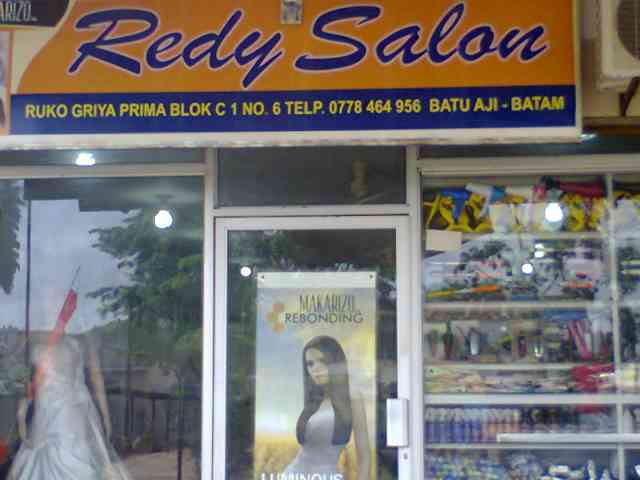 Redy Salon
RUKO GRIYA PRIMA BLOK C 1 NO. 6 TELP. 0778 464 956 BATU AJI - BATAM
MAKARIZO
REBONDING
LUMINOUS